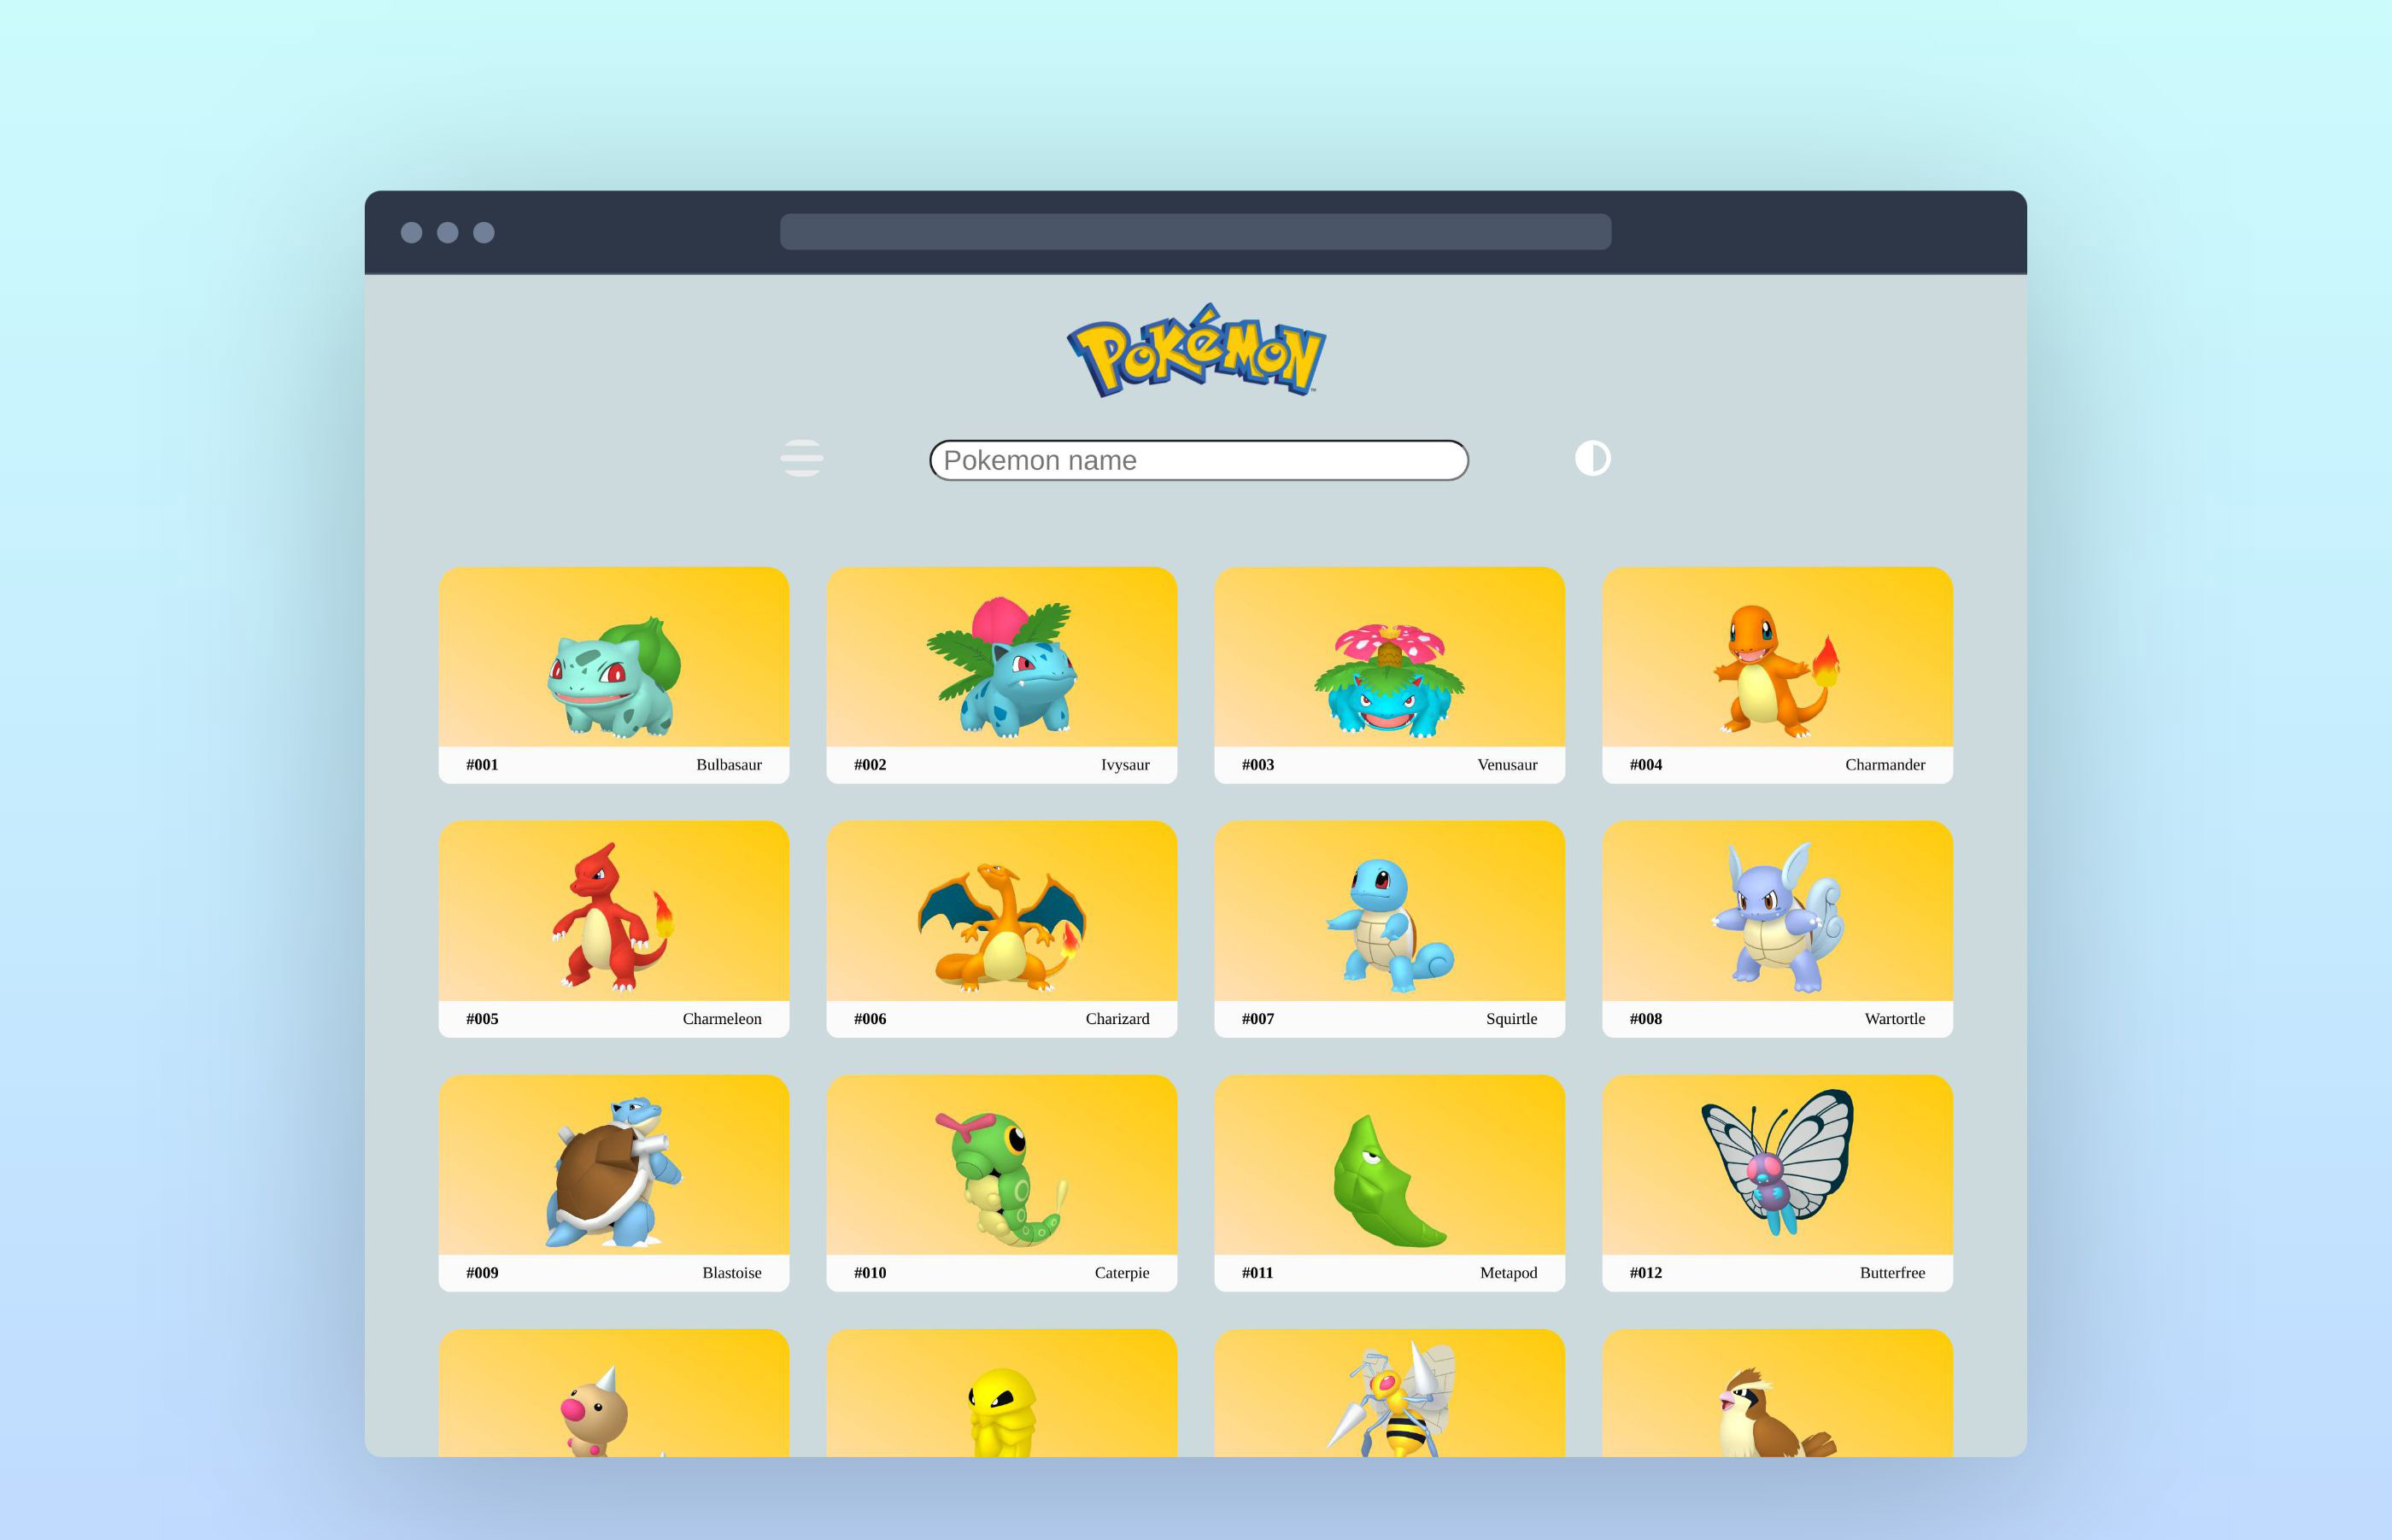 Pokémon
Pokemon name
#001 Bulbasaur
#002 Ivysaur
#003 Venusaur
#004 Charmander
#005 Charmeleon
#006 Charizard
#007 Squirtle
#008 Wartortle
#009 Blastoise
#010 Caterpie
#011 Metapod
#012 Butterfree